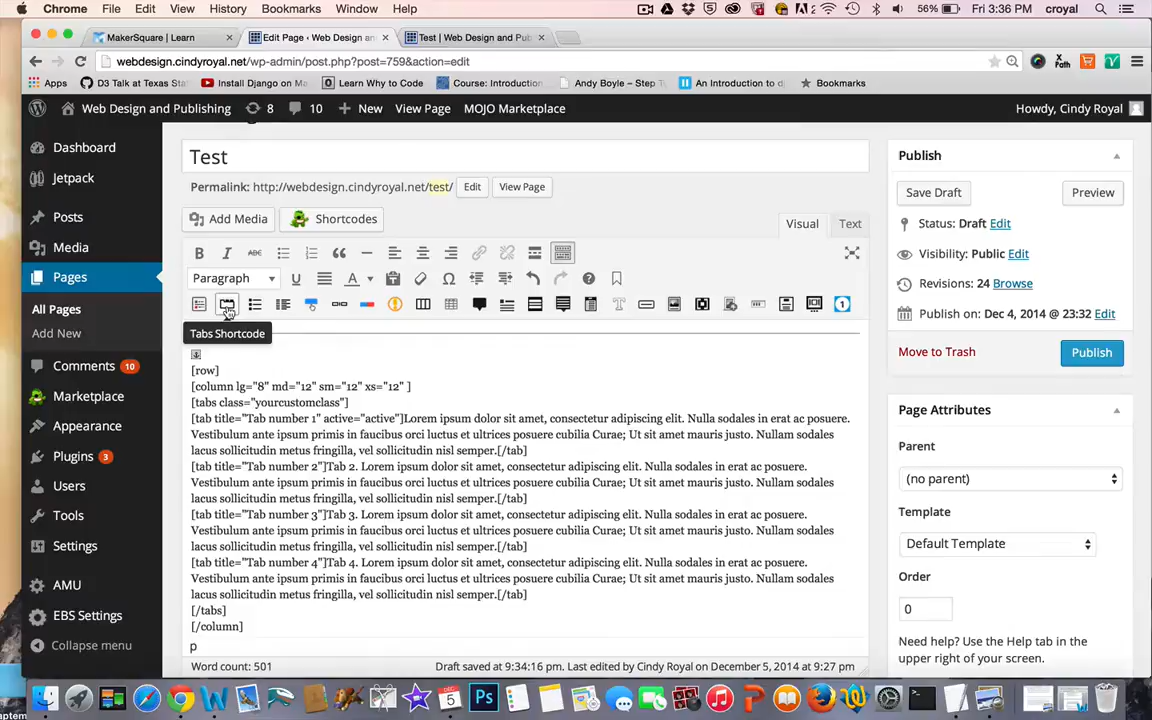 Chrome File Edit View History Bookmarks Window Help 56% Fri 3:36 PM croyal
MakerSquare | Learn Edit Page ‹ Web Design an Test | Web Design and Pub
webdesign.cindyroyal.net/wp-admin/post.php?post=759&action=edit
Apps D3 Talk at Texas Sta Install Django on Ma Learn Why to Code Course: Introduction Andy Boyle – Step An Introduction to d Bookmarks
Web Design and Publishing 8 10 New View Page MOJO Marketplace Howdy, Cindy Royal
Dashboard
Jetpack
Posts
Media
Pages
All Pages
Add New
Comments 10
Marketplace
Appearance
Plugins 3
Users
Tools
Settings
AMU
EBS Settings
Collapse menu
Test
Permalink: http://webdesign.cindyroyal.net/test/ Edit View Page
Add Media Shortcodes Visual Text
B I ABC
Paragraph U A Ω ?
Tabs Shortcode
[row]
[column lg="8" md="12" sm="12" xs="12" ]
[tabs class="yourcustomclass"]
[tab title="Tab number 1" active="active"]Lorem ipsum dolor sit amet, consectetur adipiscing elit. Nulla sodales in erat ac posuere.
Vestibulum ante ipsum primis in faucibus orci luctus et ultrices posuere cubilia Curae; Ut sit amet mauris justo. Nullam sodales
lacus sollicitudin metus fringilla, vel sollicitudin nisl semper.[/tab]
[tab title="Tab number 2"]Tab 2. Lorem ipsum dolor sit amet, consectetur adipiscing elit. Nulla sodales in erat ac posuere.
Vestibulum ante ipsum primis in faucibus orci luctus et ultrices posuere cubilia Curae; Ut sit amet mauris justo. Nullam sodales
lacus sollicitudin metus fringilla, vel sollicitudin nisl semper.[/tab]
[tab title="Tab number 3"]Tab 3. Lorem ipsum dolor sit amet, consectetur adipiscing elit. Nulla sodales in erat ac posuere.
Vestibulum ante ipsum primis in faucibus orci luctus et ultrices posuere cubilia Curae; Ut sit amet mauris justo. Nullam sodales
lacus sollicitudin metus fringilla, vel sollicitudin nisl semper.[/tab]
[tab title="Tab number 4"]Tab 4. Lorem ipsum dolor sit amet, consectetur adipiscing elit. Nulla sodales in erat ac posuere.
Vestibulum ante ipsum primis in faucibus orci luctus et ultrices posuere cubilia Curae; Ut sit amet mauris justo. Nullam sodales
lacus sollicitudin metus fringilla, vel sollicitudin nisl semper.[/tab]
[/tabs]
[/column]
p
Word count: 501 Draft saved at 9:34:16 pm. Last edited by Cindy Royal on December 5, 2014 at 9:27 pm
Publish
Save Draft Preview
Status: Draft Edit
Visibility: Public Edit
Revisions: 24 Browse
Publish on: Dec 4, 2014 @ 23:32 Edit
Move to Trash Publish
Page Attributes
Parent
(no parent)
Template
Default Template
Order
0
Need help? Use the Help tab in the
upper right of your screen.